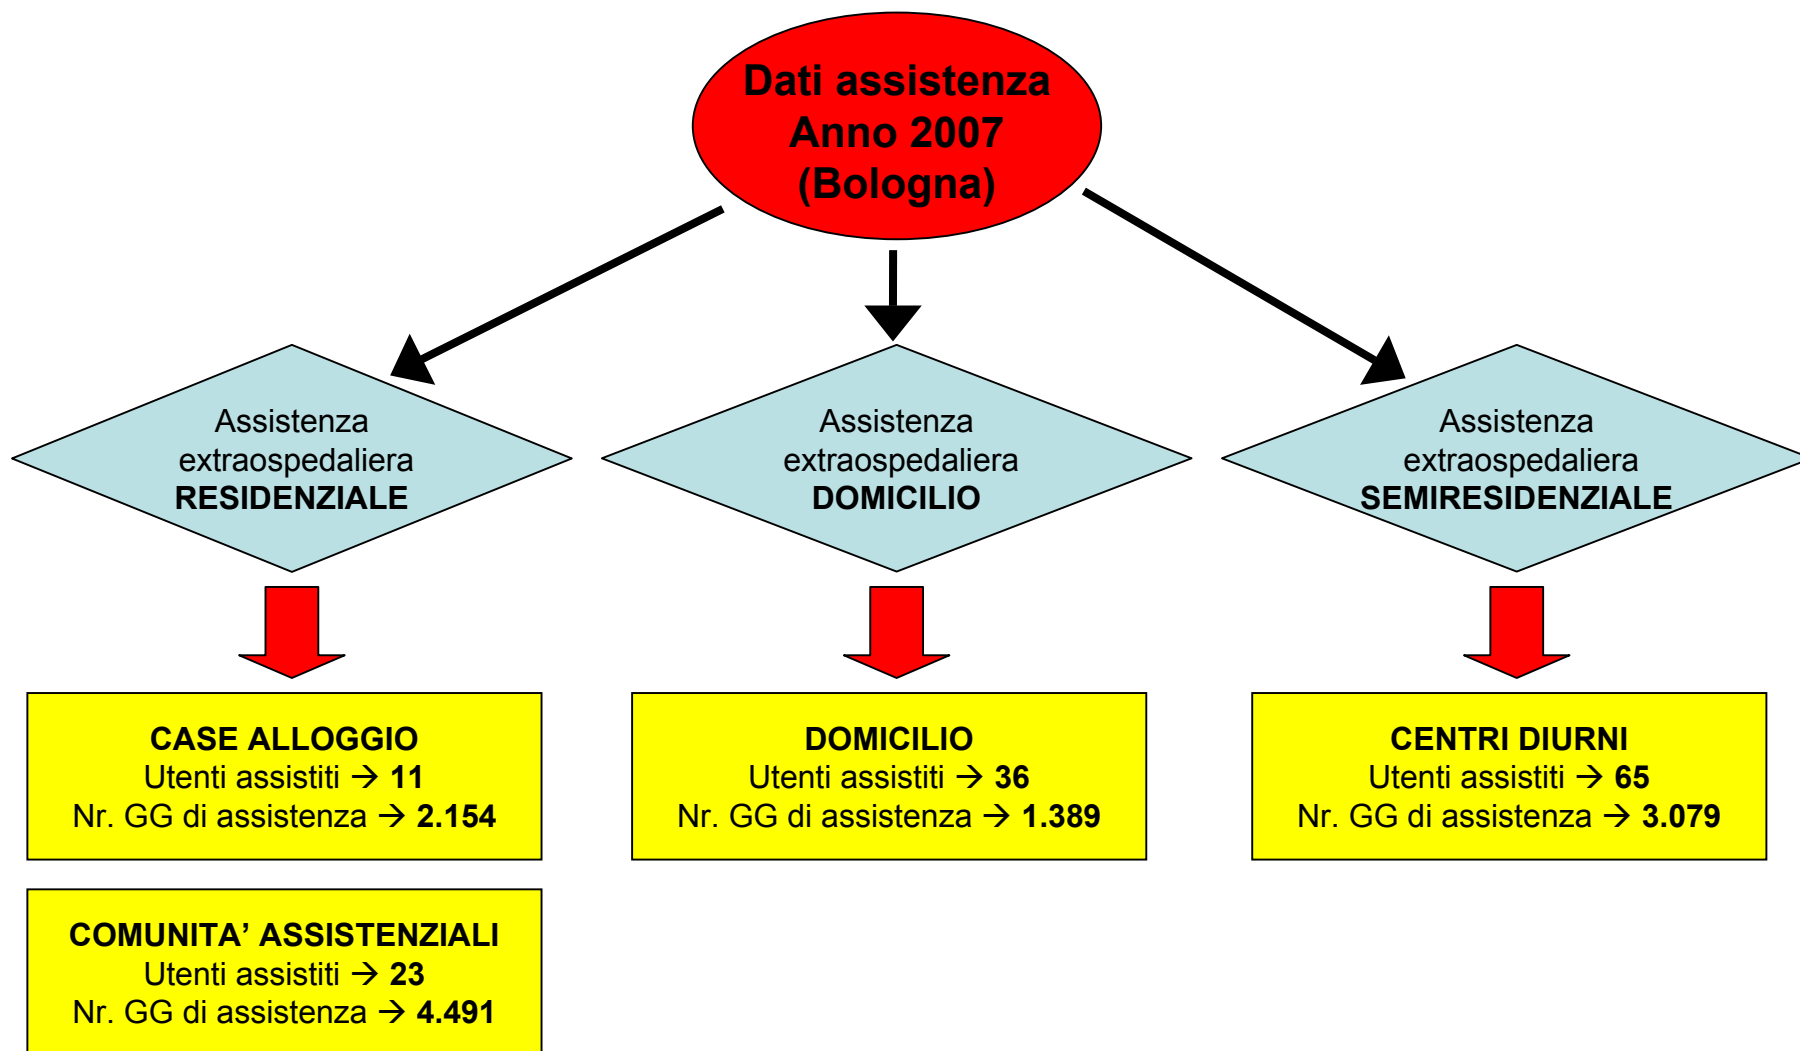 Dati assistenza
Anno 2007
(Bologna)
Assistenza
extraospedaliera
RESIDENZIALE
Assistenza
extraospedaliera
DOMICILIO
Assistenza
extraospedaliera
SEMIRESIDENZIALE
CASE ALLOGGIO
Utenti assistiti → 11
Nr. GG di assistenza → 2.154
DOMICILIO
Utenti assistiti → 36
Nr. GG di assistenza → 1.389
CENTRI DIURNI
Utenti assistiti → 65
Nr. GG di assistenza → 3.079
COMUNITA’ ASSISTENZIALI
Utenti assistiti → 23
Nr. GG di assistenza → 4.491